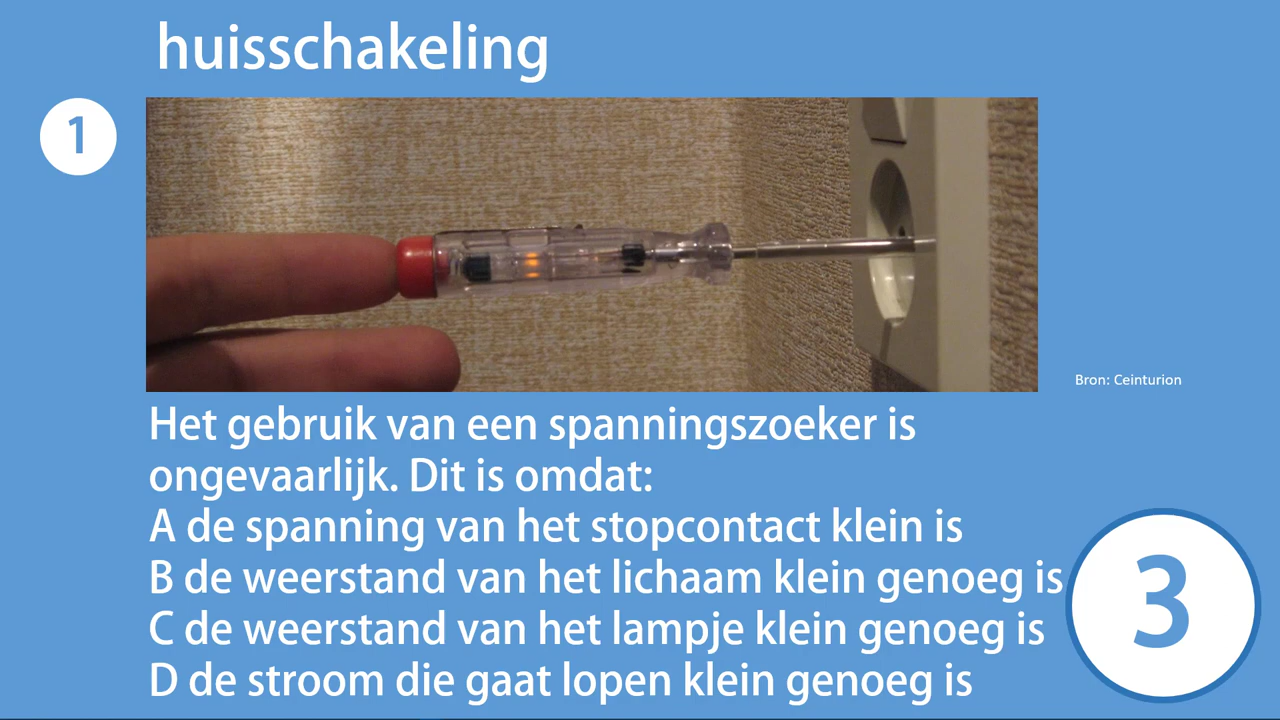 huisschakeling
1
Bron: Ceinturion
Het gebruik van een spanningszoeker is
ongevaarlijk. Dit is omdat:
A de spanning van het stopcontact klein is
B de weerstand van het lichaam klein genoeg is
C de weerstand van het lampje klein genoeg is
D de stroom die gaat lopen klein genoeg is
3